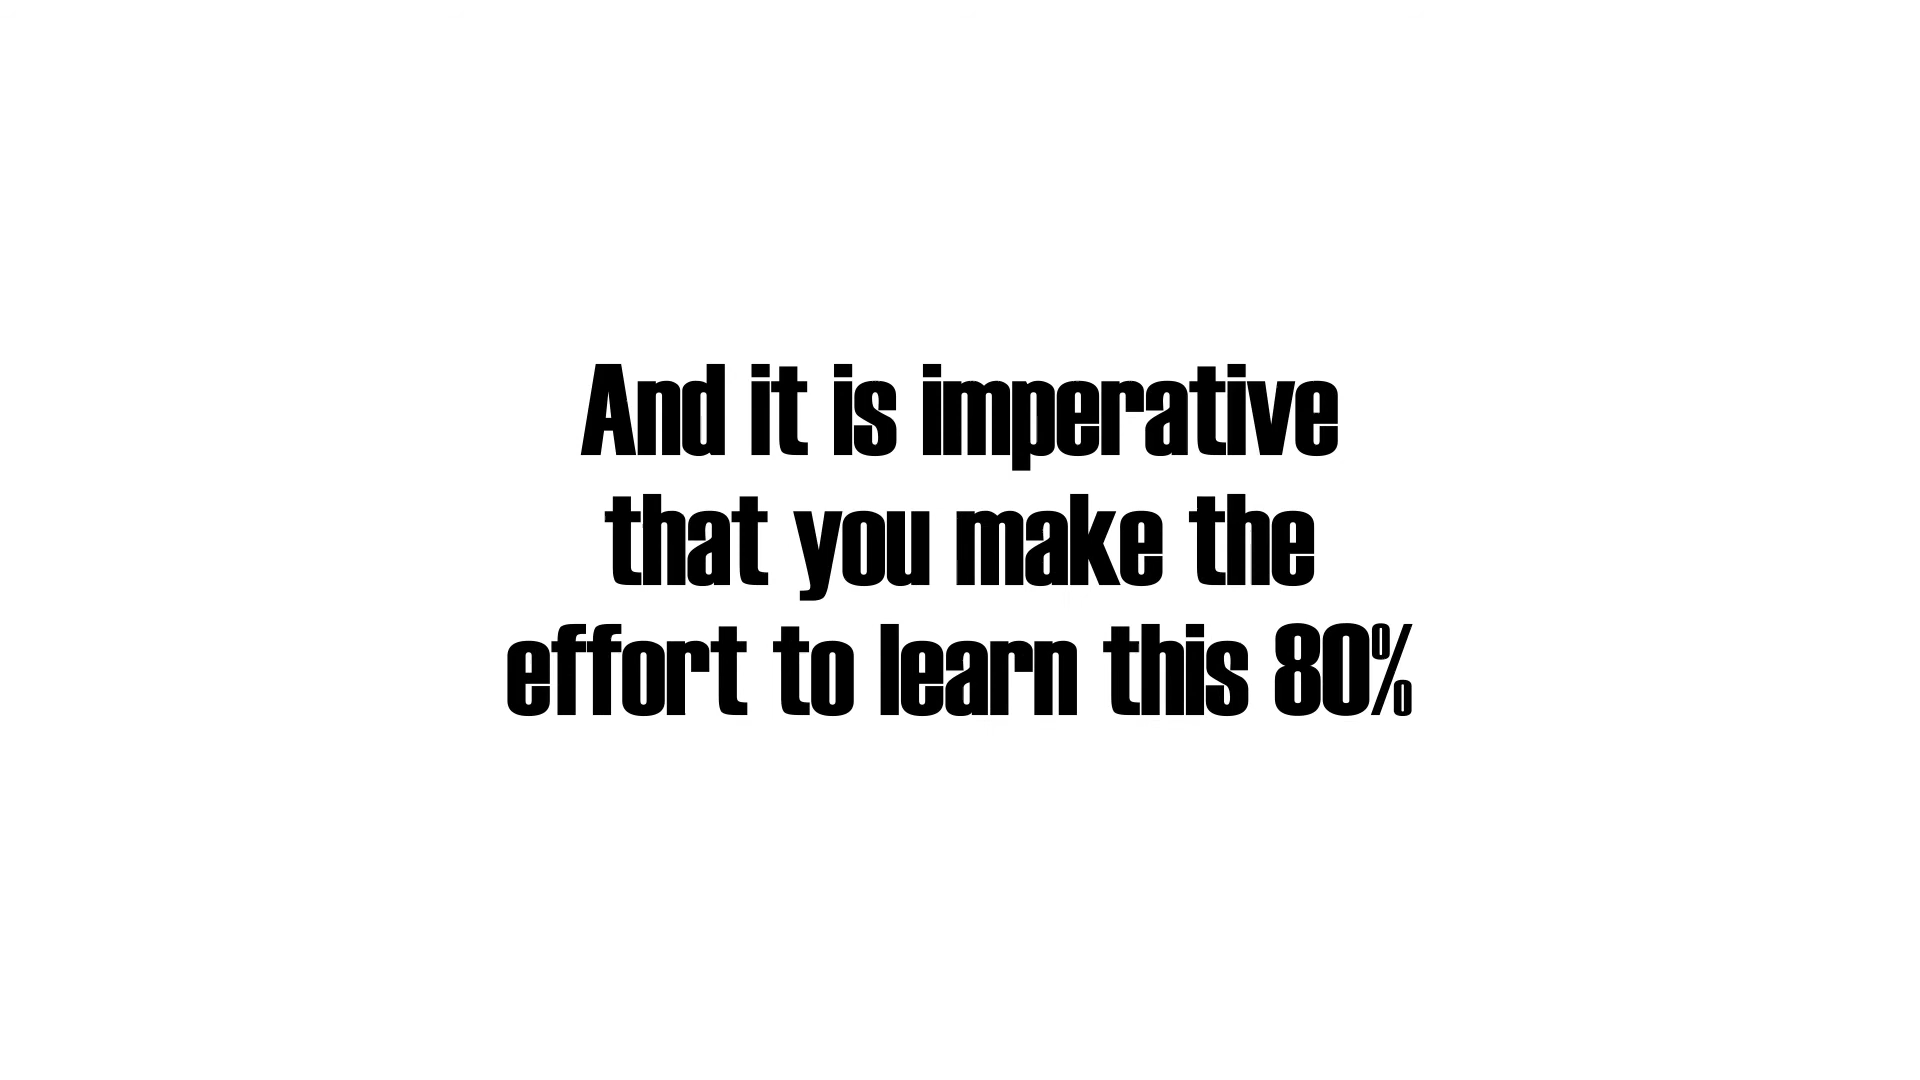 And it is imperative
that you make the
effort to learn this 80%